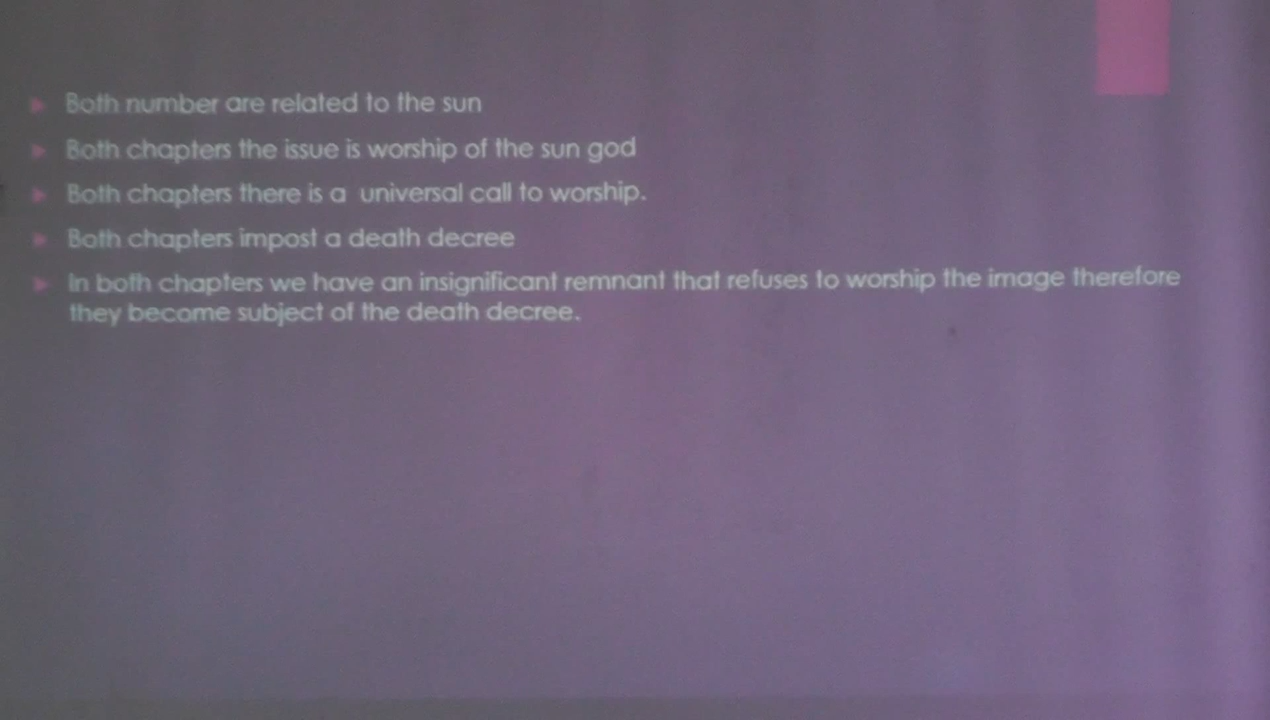 Both number are related to the sun
Both chapters the issue is worship of the sun god
Both chapters there is a universal call to worship.
Both chapters impost a death decree
In both chapters we have an insignificant remnant that refuses to worship the image therefore
they become subject of the death decree.